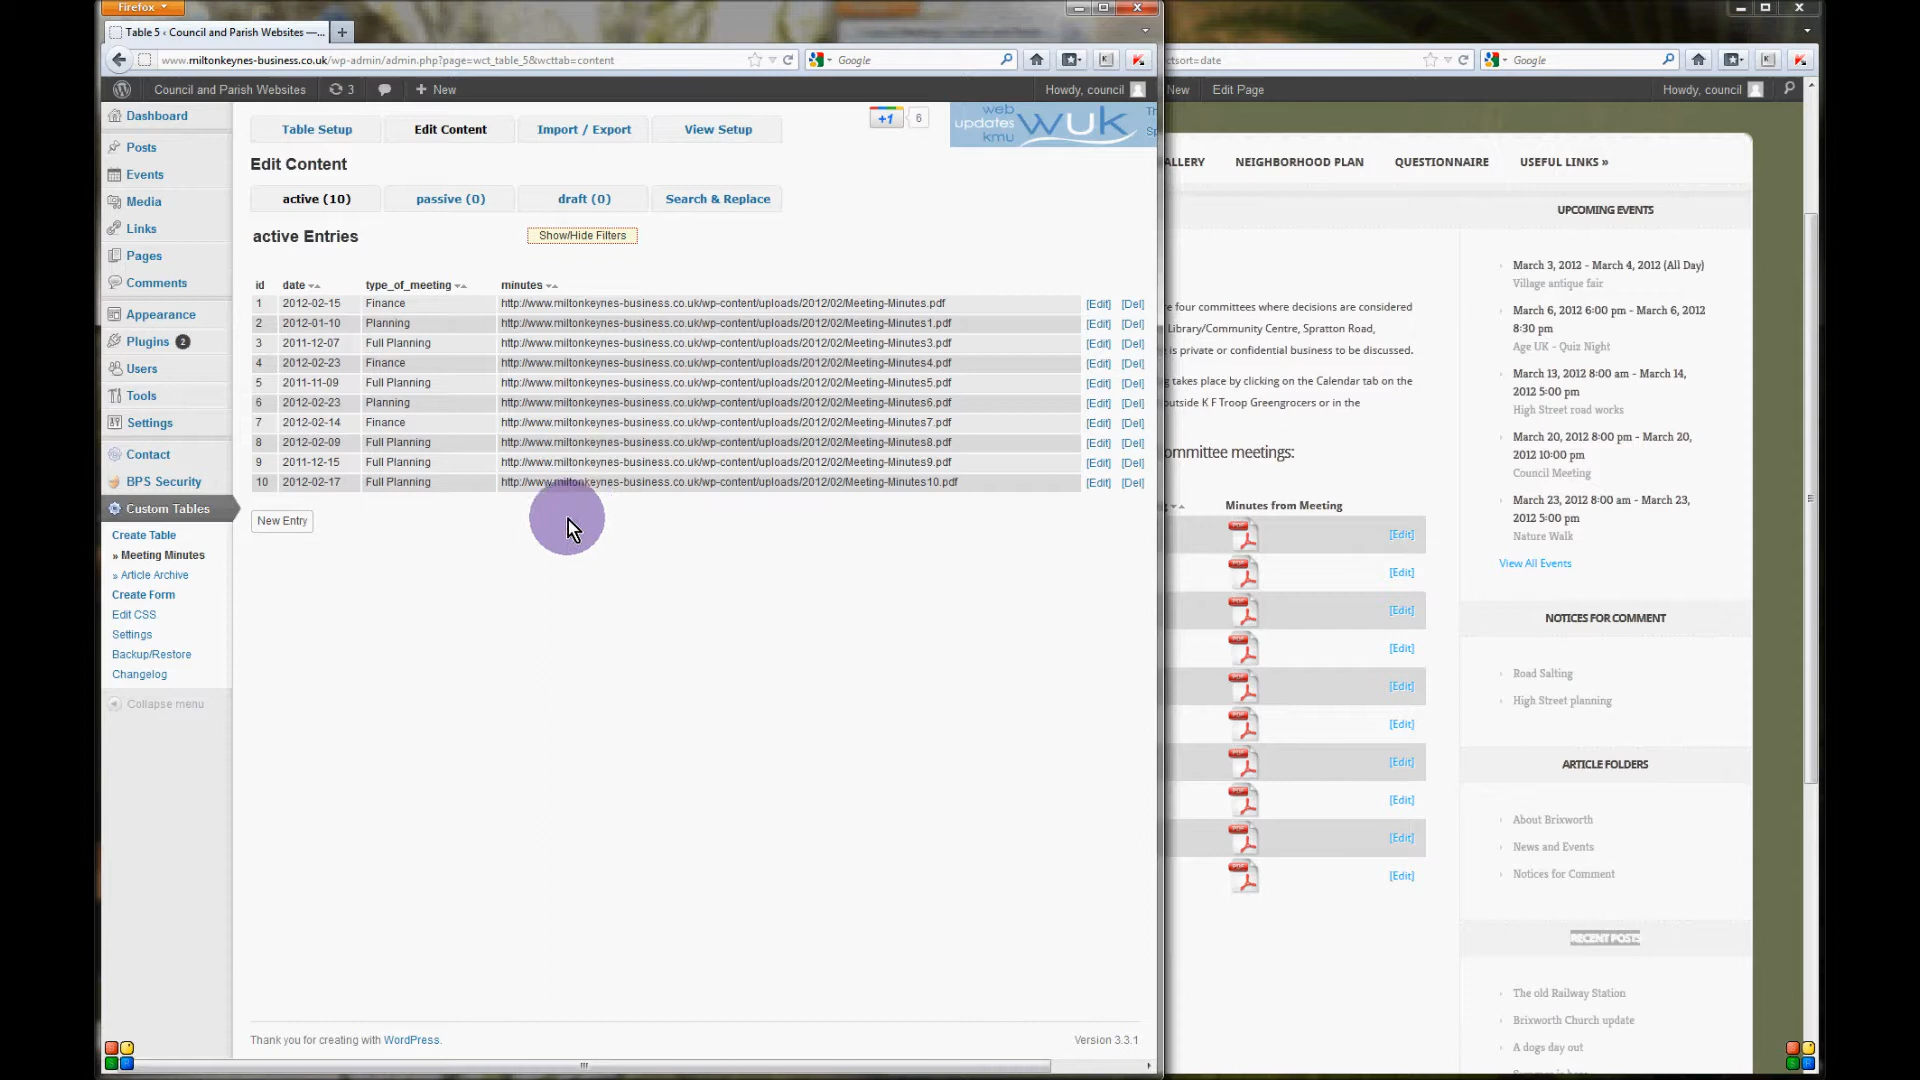 Firefox
Table 5 ‹ Council and Parish Websites —...
www.miltonkeynes-business.co.uk/wp-admin/admin.php?page=wct_table_5&wcttab=content
Google
Council and Parish Websites
3
New
Howdy, council
Dashboard
Posts
Events
Media
Links
Pages
Comments
Appearance
Plugins 2
Users
Tools
Settings
Contact
BPS Security
Custom Tables
Create Table
» Meeting Minutes
» Article Archive
Create Form
Edit CSS
Settings
Backup/Restore
Changelog
Collapse menu
Table Setup
Edit Content
Import / Export
View Setup
+1
6
web
updates
kmu
wuk
Edit Content
active (10)
passive (0)
draft (0)
Search & Replace
active Entries
Show/Hide Filters
id date type_of_meeting minutes
1 2012-02-15 Finance http://www.miltonkeynes-business.co.uk/wp-content/uploads/2012/02/Meeting-Minutes.pdf [Edit] [Del]
2 2012-01-10 Planning http://www.miltonkeynes-business.co.uk/wp-content/uploads/2012/02/Meeting-Minutes1.pdf [Edit] [Del]
3 2011-12-07 Full Planning http://www.miltonkeynes-business.co.uk/wp-content/uploads/2012/02/Meeting-Minutes3.pdf [Edit] [Del]
4 2012-02-23 Finance http://www.miltonkeynes-business.co.uk/wp-content/uploads/2012/02/Meeting-Minutes4.pdf [Edit] [Del]
5 2011-11-09 Full Planning http://www.miltonkeynes-business.co.uk/wp-content/uploads/2012/02/Meeting-Minutes5.pdf [Edit] [Del]
6 2012-02-23 Planning http://www.miltonkeynes-business.co.uk/wp-content/uploads/2012/02/Meeting-Minutes6.pdf [Edit] [Del]
7 2012-02-14 Finance http://www.miltonkeynes-business.co.uk/wp-content/uploads/2012/02/Meeting-Minutes7.pdf [Edit] [Del]
8 2012-02-09 Full Planning http://www.miltonkeynes-business.co.uk/wp-content/uploads/2012/02/Meeting-Minutes8.pdf [Edit] [Del]
9 2011-12-15 Full Planning http://www.miltonkeynes-business.co.uk/wp-content/uploads/2012/02/Meeting-Minutes9.pdf [Edit] [Del]
10 2012-02-17 Full Planning http://www.miltonkeynes-business.co.uk/wp-content/uploads/2012/02/Meeting-Minutes10.pdf [Edit] [Del]
New Entry
Thank you for creating with WordPress.
Version 3.3.1
ctsort=date
Google
New
Edit Page
Howdy, council
ALLERY
NEIGHBORHOOD PLAN
QUESTIONNAIRE
USEFUL LINKS »
re four committees where decisions are considered
Library/Community Centre, Spratton Road,
e is private or confidential business to be discussed.
g takes place by clicking on the Calendar tab on the
outside K F Troop Greengrocers or in the
ommittee meetings:
g Minutes from Meeting
PDF [Edit]
PDF [Edit]
PDF [Edit]
PDF [Edit]
PDF [Edit]
PDF [Edit]
PDF [Edit]
PDF [Edit]
PDF [Edit]
PDF [Edit]
UPCOMING EVENTS
March 3, 2012 - March 4, 2012 (All Day)
Village antique fair
March 6, 2012 6:00 pm - March 6, 2012
8:30 pm
Age UK - Quiz Night
March 13, 2012 8:00 am - March 14,
2012 5:00 pm
High Street road works
March 20, 2012 8:00 pm - March 20,
2012 10:00 pm
Council Meeting
March 23, 2012 8:00 am - March 23,
2012 5:00 pm
Nature Walk
View All Events
NOTICES FOR COMMENT
Road Salting
High Street planning
ARTICLE FOLDERS
About Brixworth
News and Events
Notices for Comment
RECENT POSTS
The old Railway Station
Brixworth Church update
A dogs day out